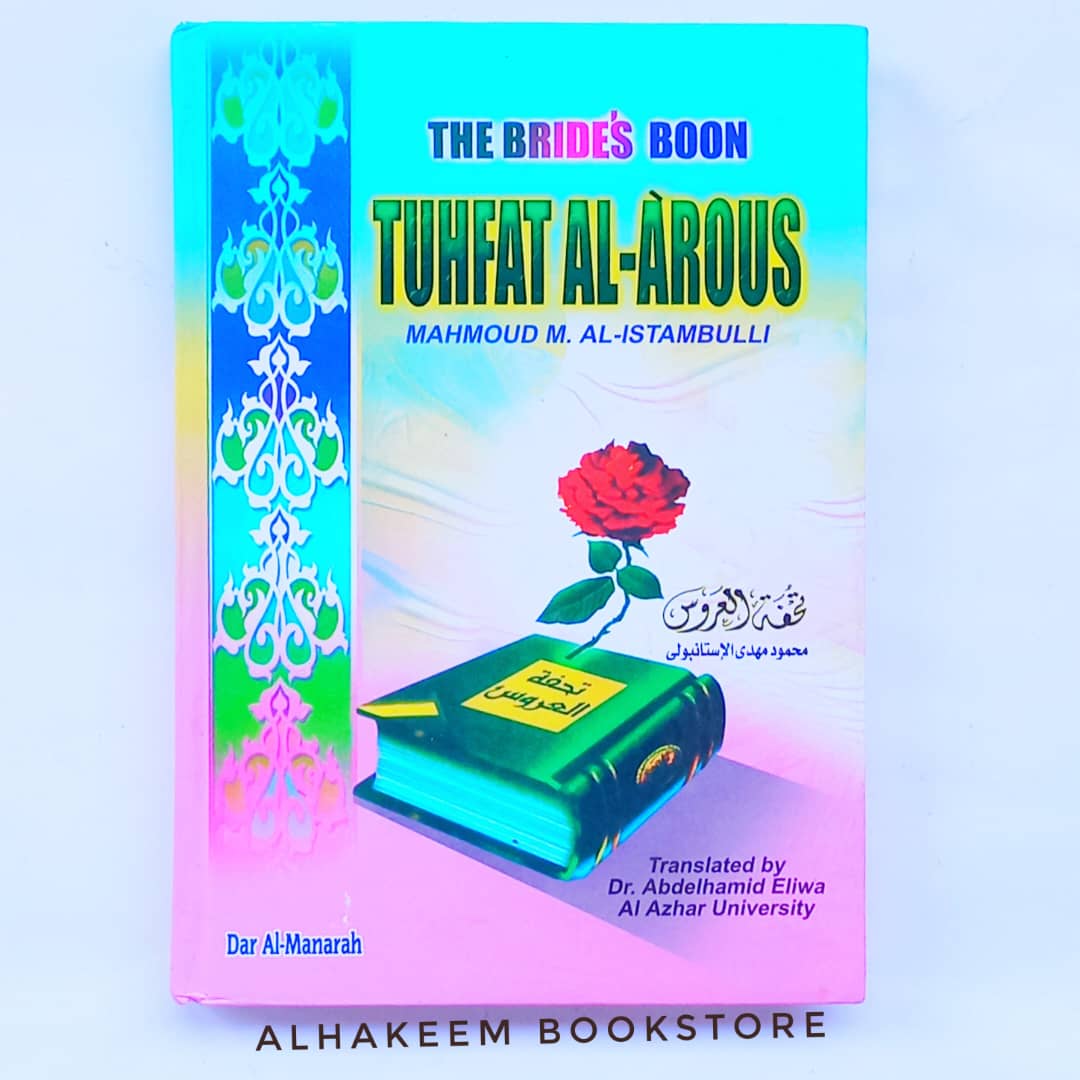 THE BRIDE'S BOON
TUHFAT AL-ÀROUS
MAHMOUD M. AL-ISTAMBULLI
تحفة العروس
محمود مهدى الإستانبولى
تحفة
العروس
Translated by
Dr. Abdelhamid Eliwa
Al Azhar University
Dar Al-Manarah
ALHAKEEM BOOKSTORE